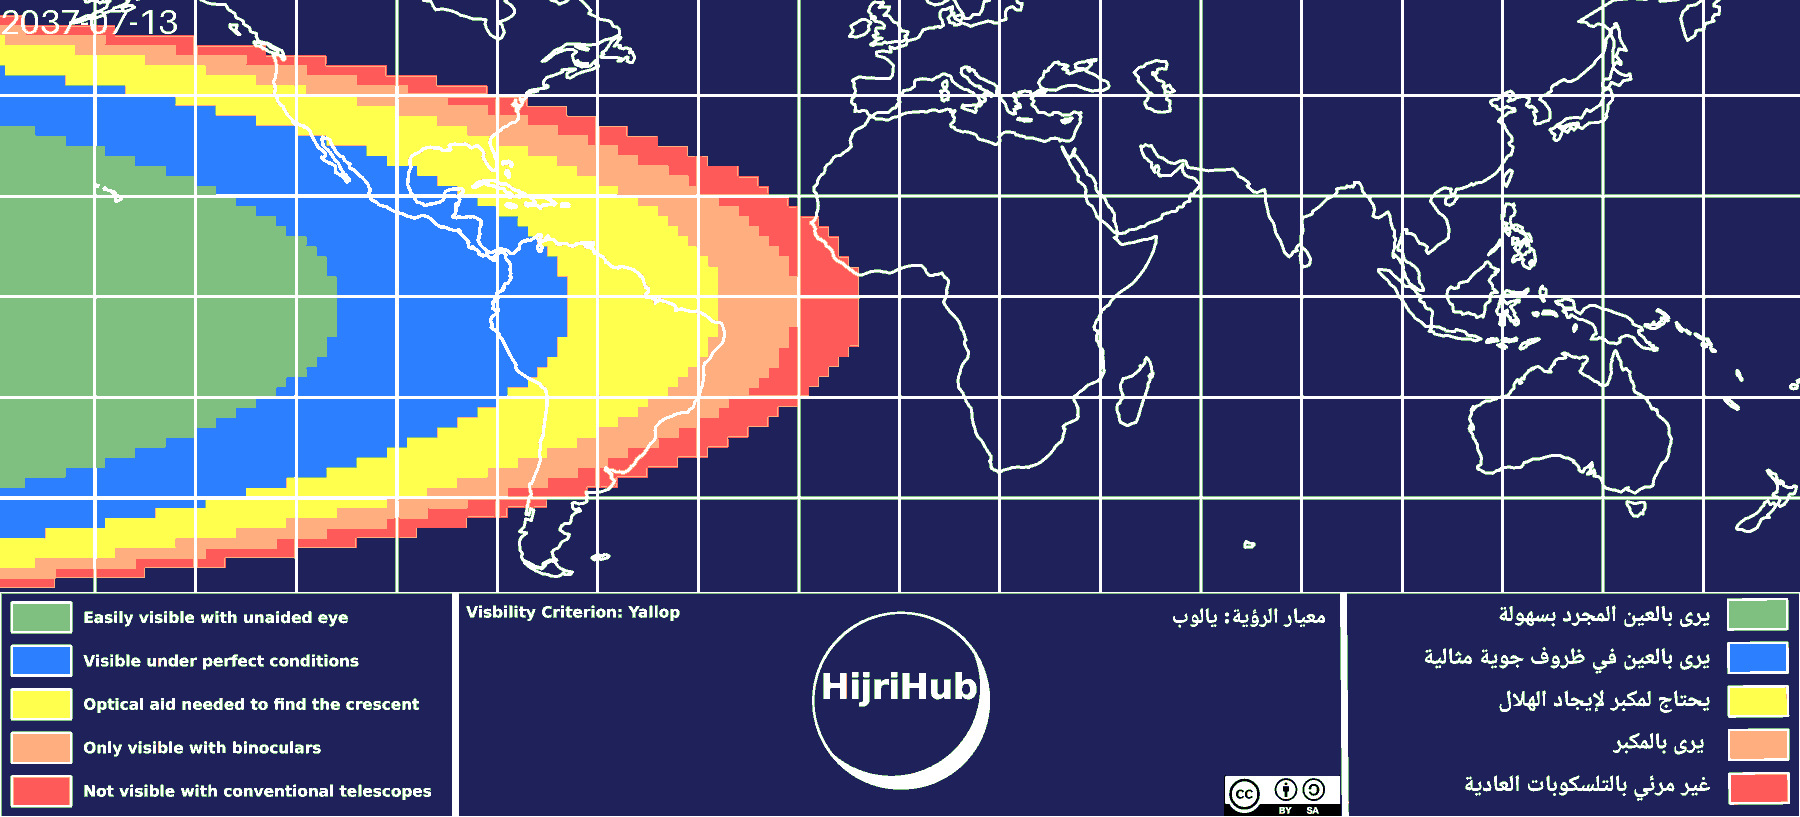 2037-07-13
Easily visible with unaided eye
Visible under perfect conditions
Optical aid needed to find the crescent
Only visible with binoculars
Not visible with conventional telescopes
Visbility Criterion: Yallop
معيار الرؤية: يالوب
HijriHub
cc
BY SA
يرى بالعين المجرد بسهولة
يرى بالعين في ظروف جوية مثالية
يحتاج لمكبر لإيجاد الهلال
يرى بالمكبر
غير مرئي بالتلسكوبات العادية